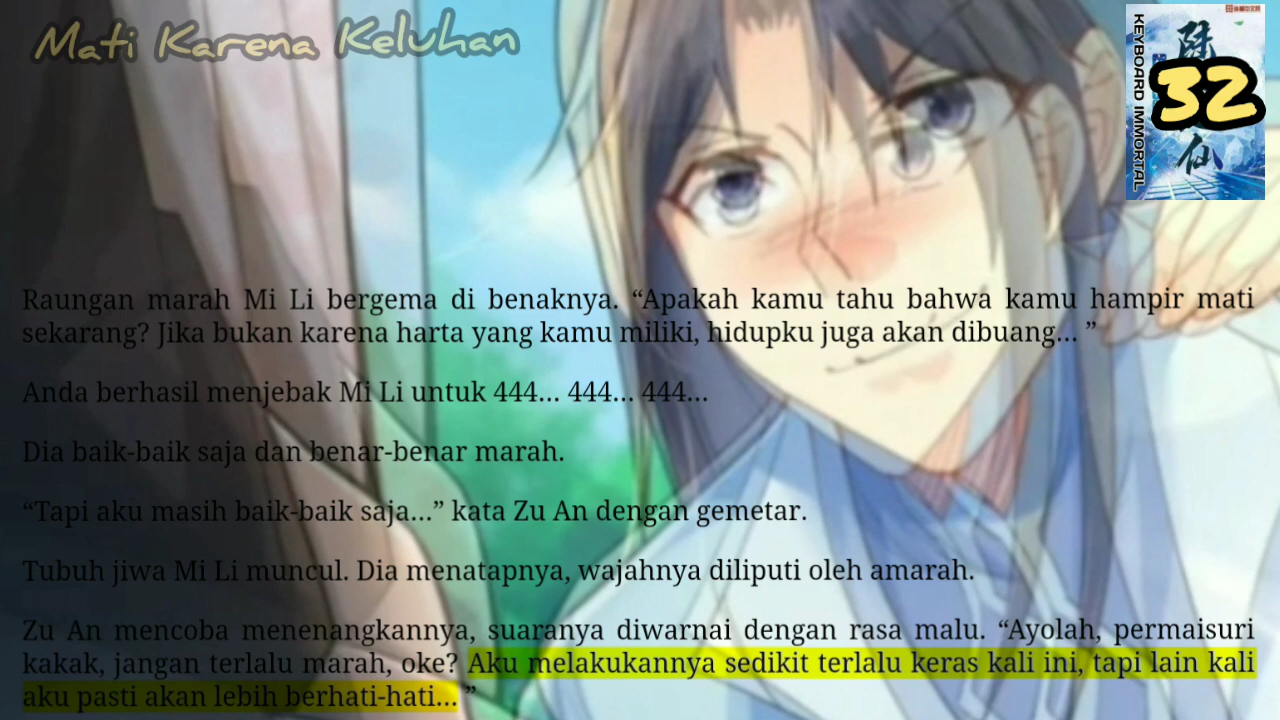 Mati Karena Keluhan
KEYBOARD IMMORTAL
陆
仙
32
Raungan marah Mi Li bergema di benaknya. “Apakah kamu tahu bahwa kamu hampir mati
sekarang? Jika bukan karena harta yang kamu miliki, hidupku juga akan dibuang… ”
Anda berhasil menjebak Mi Li untuk 444… 444… 444…
Dia baik-baik saja dan benar-benar marah.
“Tapi aku masih baik-baik saja…” kata Zu An dengan gemetar.
Tubuh jiwa Mi Li muncul. Dia menatapnya, wajahnya diliputi oleh amarah.
Zu An mencoba menenangkannya, suaranya diwarnai dengan rasa malu. “Ayolah, permaisuri
kakak, jangan terlalu marah, oke? Aku melakukannya sedikit terlalu keras kali ini, tapi lain kali
aku pasti akan lebih berhati-hati… ”